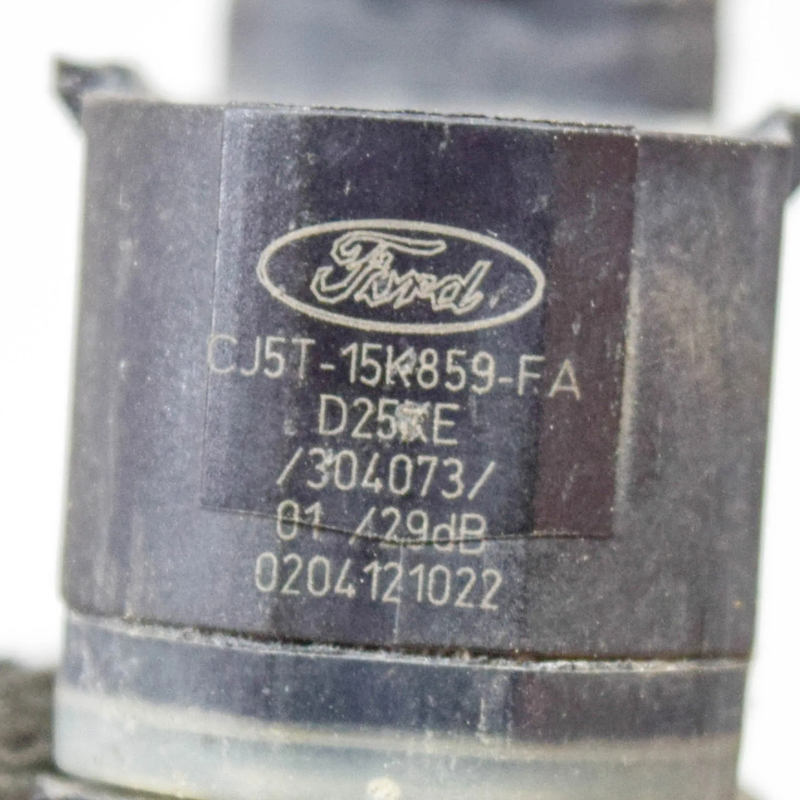 Ford
CJ5T-15K859-FA
/304073/
01 /29dB
0204121022